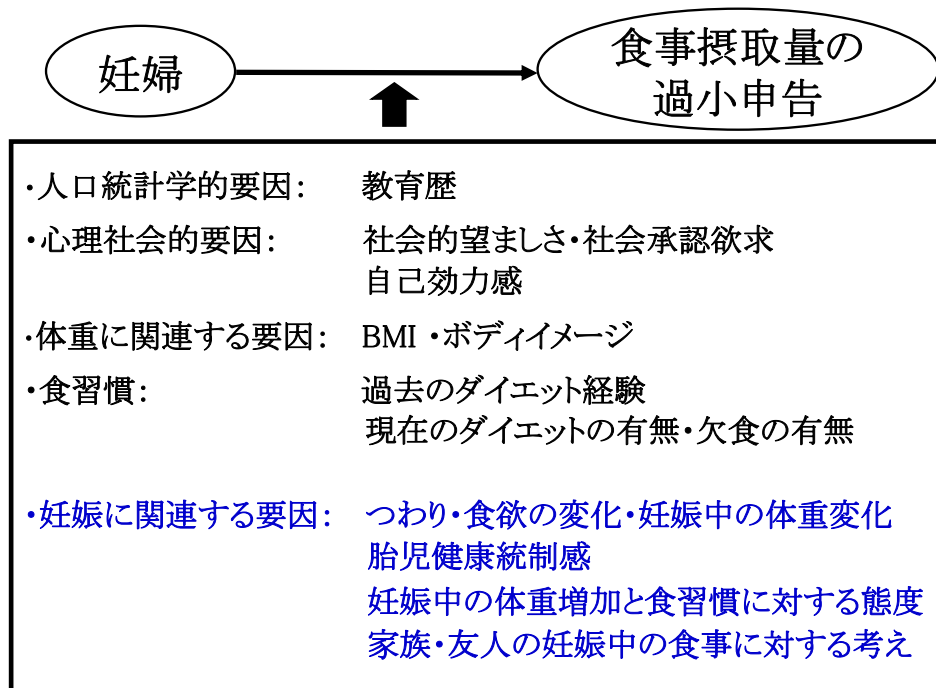 妊婦
食事摂取量の
過小申告
・人口統計学的要因: 教育歴
・心理社会的要因: 社会的望ましさ・社会承認欲求
自己効力感
・体重に関連する要因: BMI ・ボディイメージ
・食習慣: 過去のダイエット経験
現在のダイエットの有無・欠食の有無
・妊娠に関連する要因: つわり・食欲の変化・妊娠中の体重変化
胎児健康統制感
妊娠中の体重増加と食習慣に対する態度
家族・友人の妊娠中の食事に対する考え